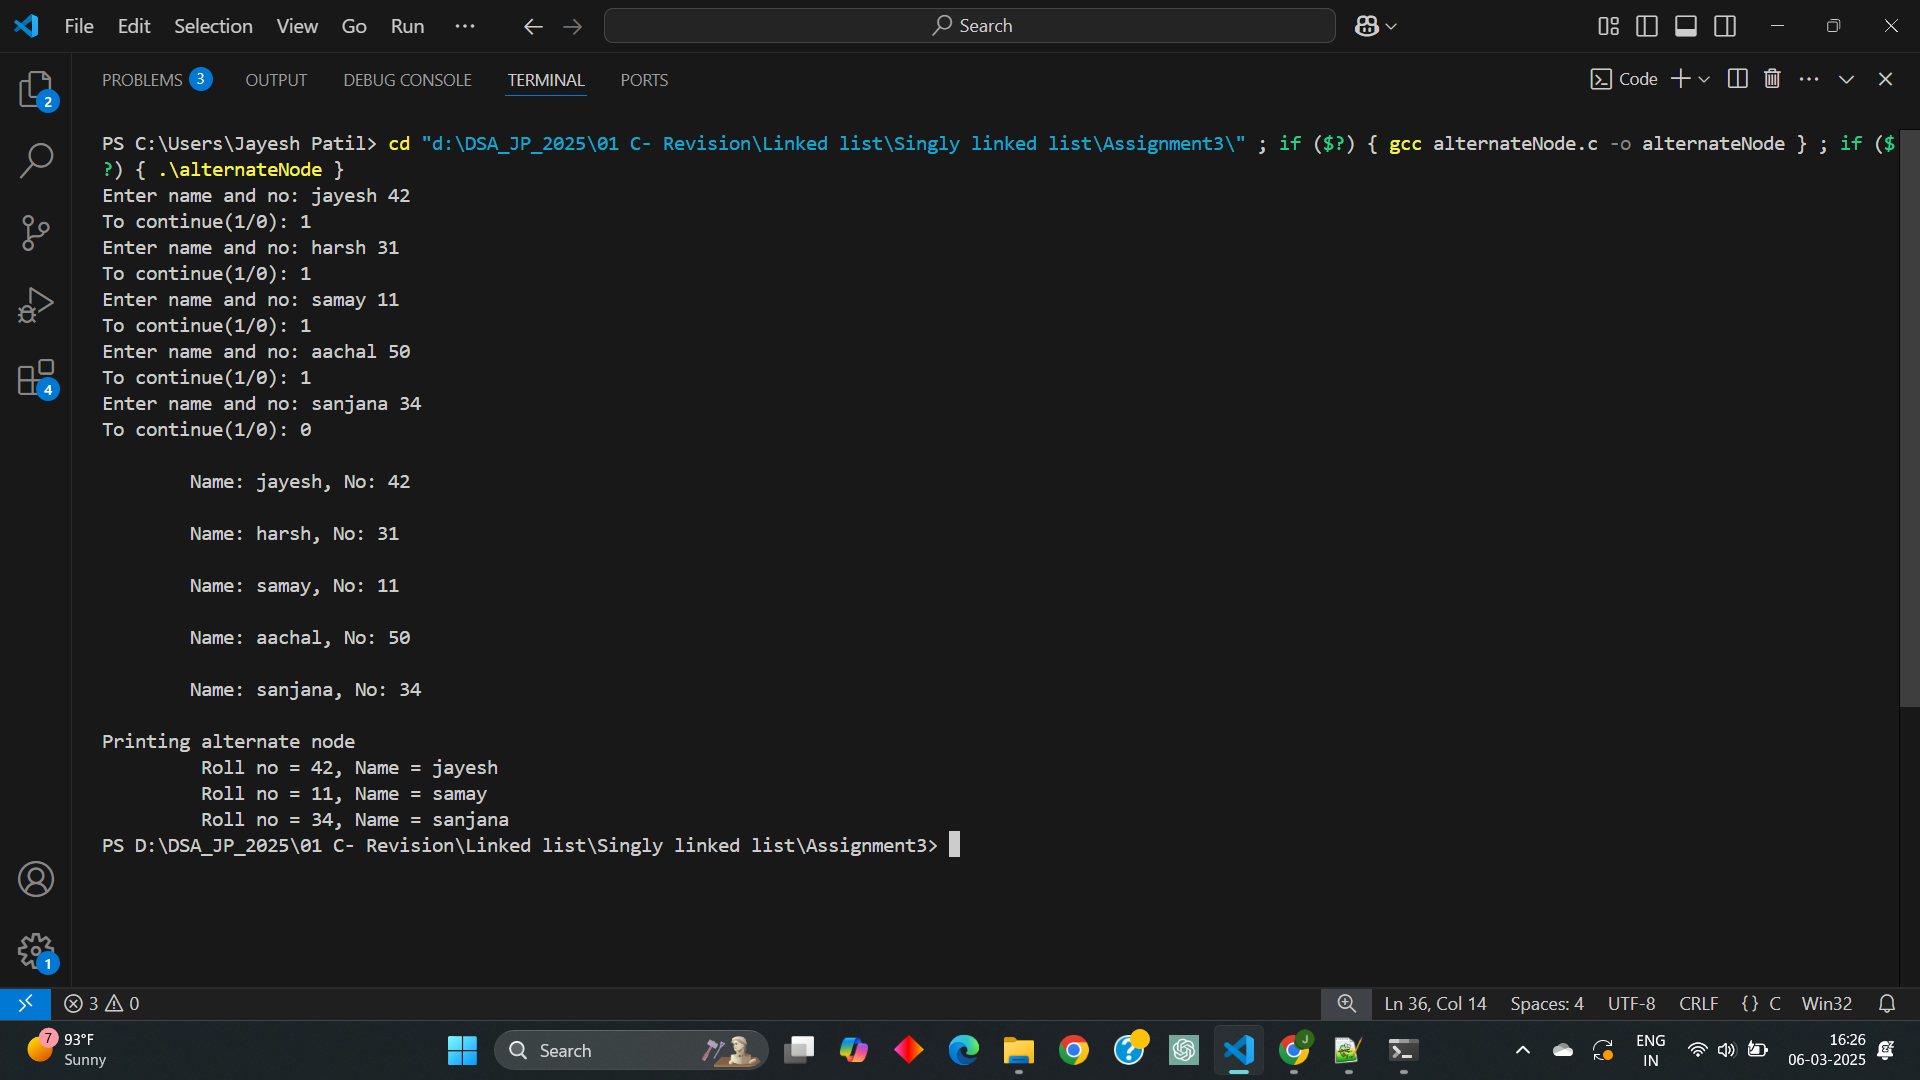 File Edit Selection View Go Run ··· Search
PROBLEMS 3 OUTPUT DEBUG CONSOLE TERMINAL PORTS Code
2
PS C:\Users\Jayesh Patil> cd "d:\DSA_JP_2025\01 C- Revision\Linked list\Singly linked list\Assignment3\" ; if ($?) { gcc alternateNode.c -o alternateNode } ; if ($
?) { .\alternateNode }
Enter name and no: jayesh 42
To continue(1/0): 1
Enter name and no: harsh 31
To continue(1/0): 1
Enter name and no: samay 11
To continue(1/0): 1
Enter name and no: aachal 50
To continue(1/0): 1
4
Enter name and no: sanjana 34
To continue(1/0): 0
Name: jayesh, No: 42
Name: harsh, No: 31
Name: samay, No: 11
Name: aachal, No: 50
Name: sanjana, No: 34
Printing alternate node
Roll no = 42, Name = jayesh
Roll no = 11, Name = samay
Roll no = 34, Name = sanjana
PS D:\DSA_JP_2025\01 C- Revision\Linked list\Singly linked list\Assignment3>
1
3 0 Ln 36, Col 14 Spaces: 4 UTF-8 CRLF {} C Win32
7 93°F Search J ENG 16:26
Sunny IN 06-03-2025